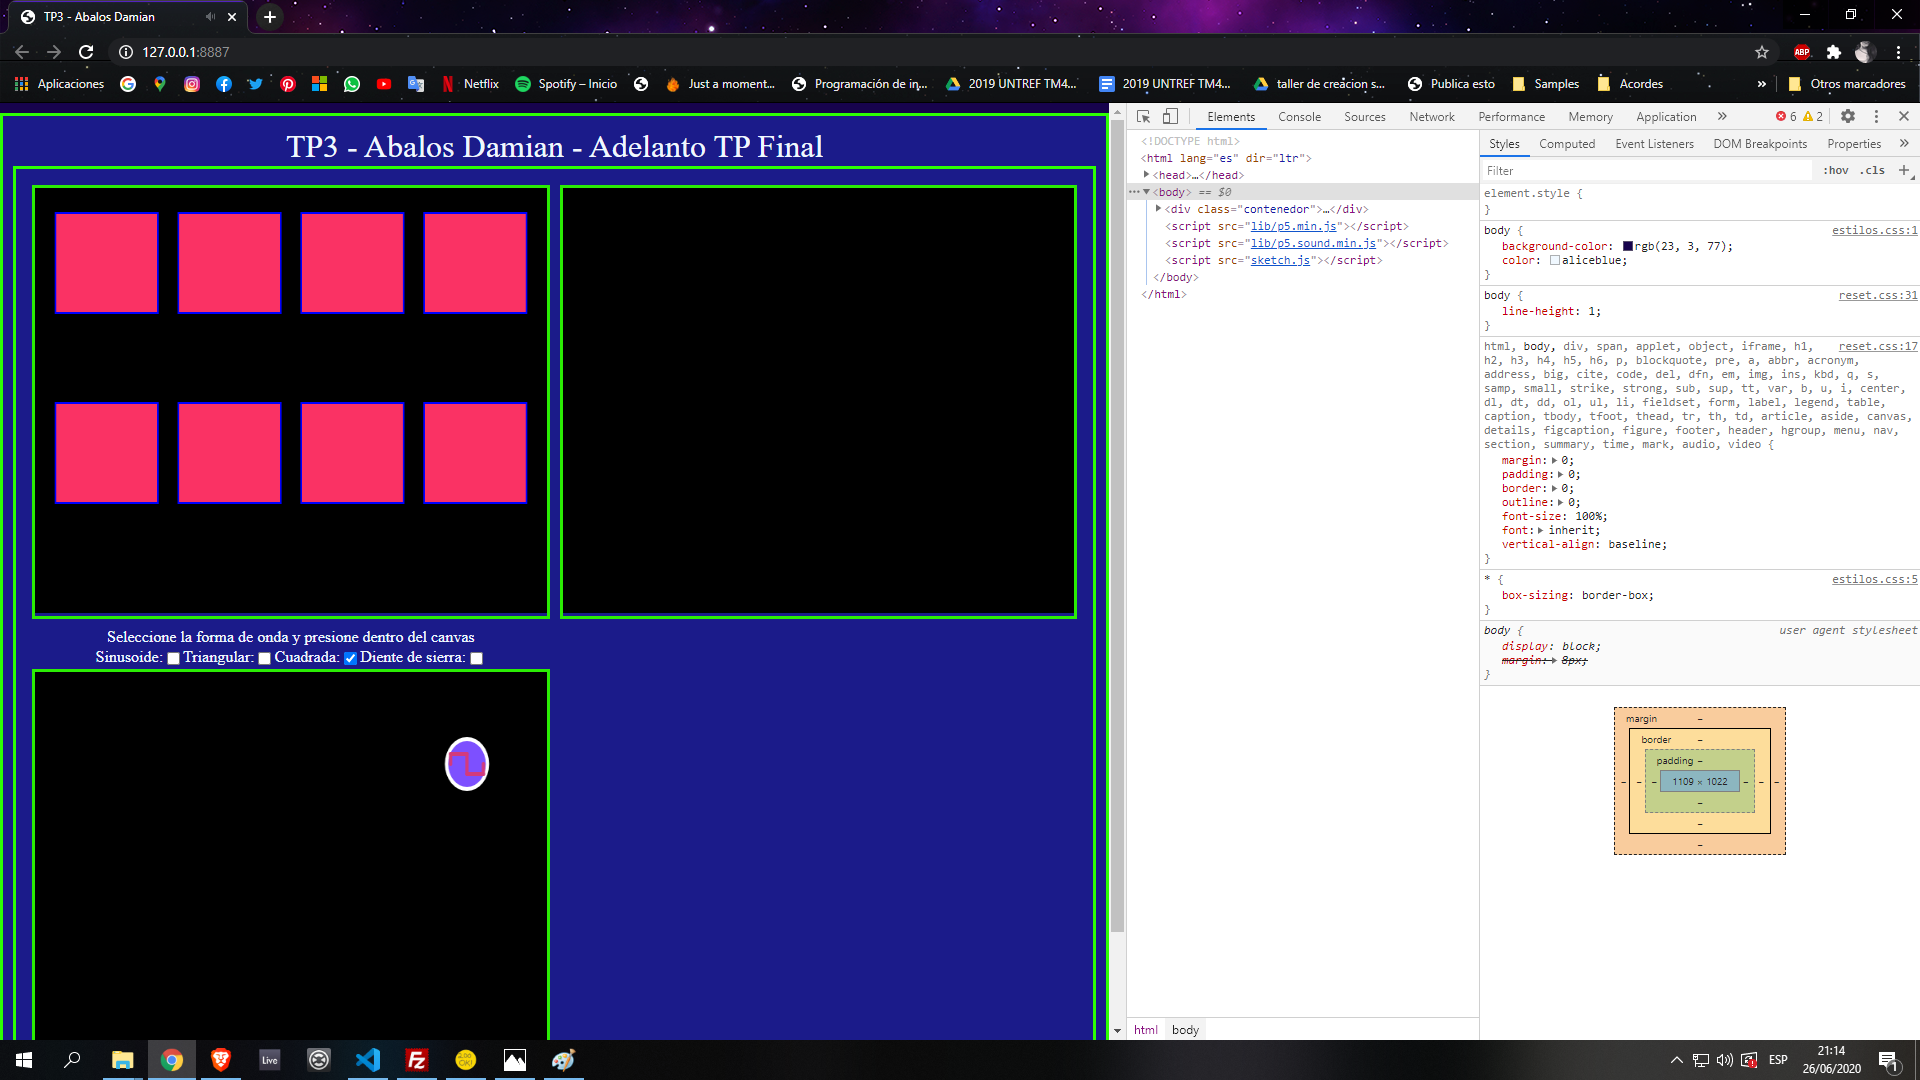 TP3 - Abalos Damian
127.0.0.1:8887
ABP
Aplicaciones Netflix Spotify – Inicio Just a moment... Programación de in... 2019 UNTREF TM4... 2019 UNTREF TM4... taller de creacion s... Publica esto Samples Acordes » Otros marcadores
TP3 - Abalos Damian - Adelanto TP Final
Seleccione la forma de onda y presione dentro del canvas
Sinusoide: Triangular: Cuadrada: Diente de sierra:
Elements Console Sources Network Performance Memory Application » 6 2
<!DOCTYPE html>
<html lang="es" dir="ltr">
<head>…</head>
<body> == $0
<div class="contenedor">…</div>
<script src="lib/p5.min.js"></script>
<script src="lib/p5.sound.min.js"></script>
<script src="sketch.js"></script>
</body>
</html>
html body
Styles Computed Event Listeners DOM Breakpoints Properties »
Filter :hov .cls +
element.style {
}
body { estilos.css:1
background-color: rgb(23, 3, 77);
color: aliceblue;
}
body { reset.css:31
line-height: 1;
}
html, body, div, span, applet, object, iframe, h1, reset.css:17
h2, h3, h4, h5, h6, p, blockquote, pre, a, abbr, acronym,
address, big, cite, code, del, dfn, em, img, ins, kbd, q, s,
samp, small, strike, strong, sub, sup, tt, var, b, u, i, center,
dl, dt, dd, ol, ul, li, fieldset, form, label, legend, table,
caption, tbody, tfoot, thead, tr, th, td, article, aside, canvas,
details, figcaption, figure, footer, header, hgroup, menu, nav,
section, summary, time, mark, audio, video {
margin: 0;
padding: 0;
border: 0;
outline: 0;
font-size: 100%;
font: inherit;
vertical-align: baseline;
}
* { estilos.css:5
box-sizing: border-box;
}
body { user agent stylesheet
display: block;
margin: 8px;
}
margin –
border –
padding –
– – – 1109 × 1022 – – –
–
–
–
Live
ESP
21:14
26/06/2020
1